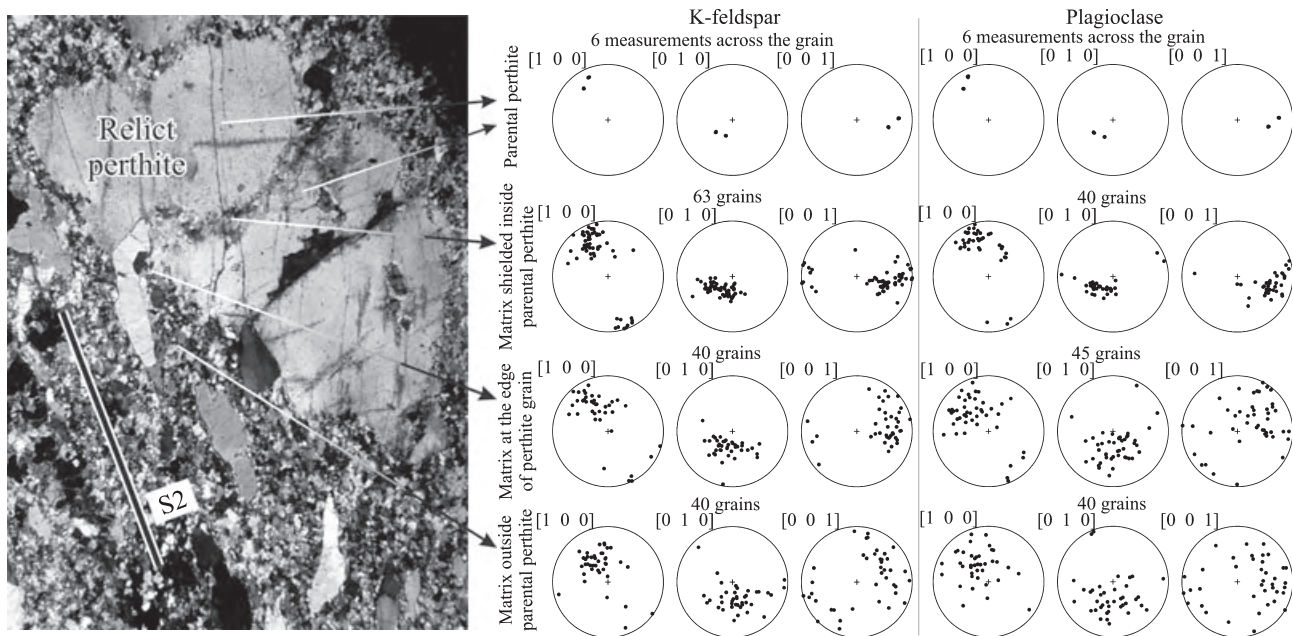 K-feldspar
Plagioclase
6 measurements across the grain
6 measurements across the grain
Parental perthite
[1 0 0]
[0 1 0]
[0 0 1]
[1 0 0]
[0 1 0]
[0 0 1]
Relict
perthite
Matrix shielded inside
parental perthite
63 grains
40 grains
[1 0 0]
[0 1 0]
[0 0 1]
[1 0 0]
[0 1 0]
[0 0 1]
Matrix at the edge
of perthite grain
40 grains
45 grains
[1 0 0]
[0 1 0]
[0 0 1]
[1 0 0]
[0 1 0]
[0 0 1]
S2
Matrix outside
parental perthite
40 grains
40 grains
[1 0 0]
[0 1 0]
[0 0 1]
[1 0 0]
[0 1 0]
[0 0 1]